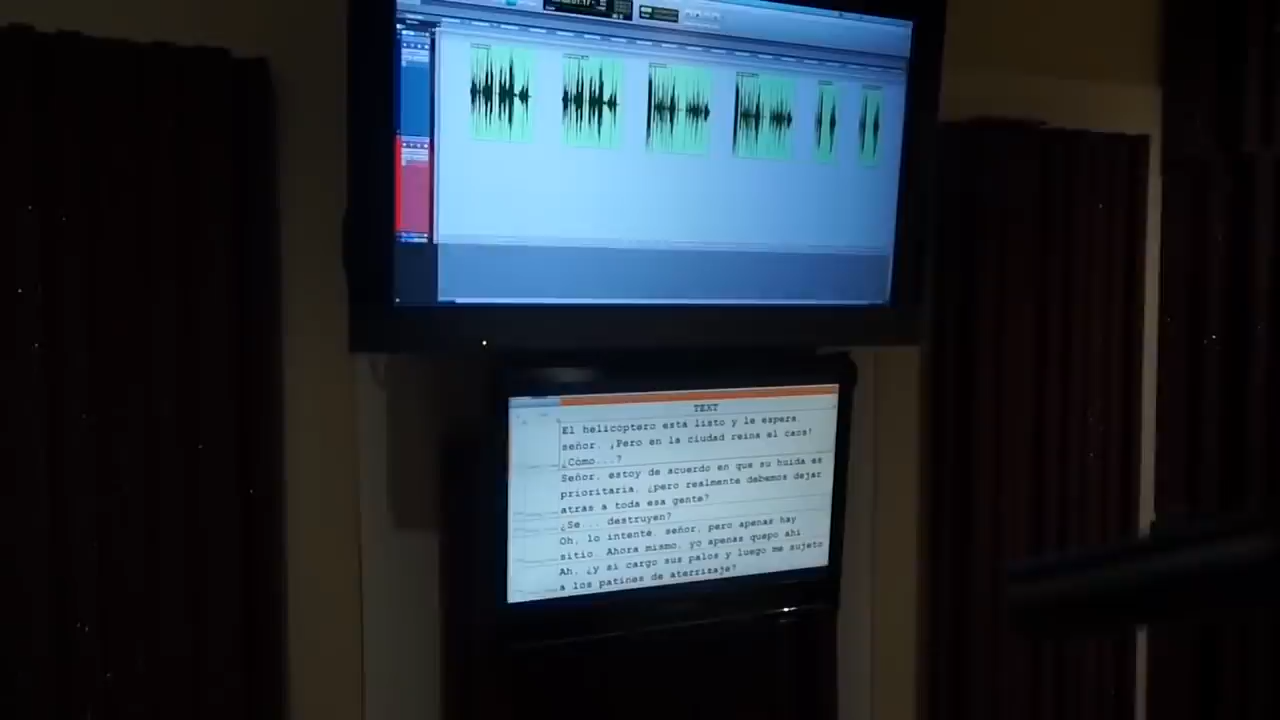 TEXT
El helicoptero está listo y le espera,
señor. ¡Pero en la ciudad reina el caos!
¿Cómo...?
Señor, estoy de acuerdo en que su huida es
prioritaria, ¿pero realmente debemos dejar
atras a toda esa gente?
¿Se... destruyen?
Oh, lo intente, señor, pero apenas hay
sitio. Ahora mismo, yo apenas quepo ahi
Ah, ¿y si cargo sus palos y luego me sujeto
a los patines de aterrizaje?